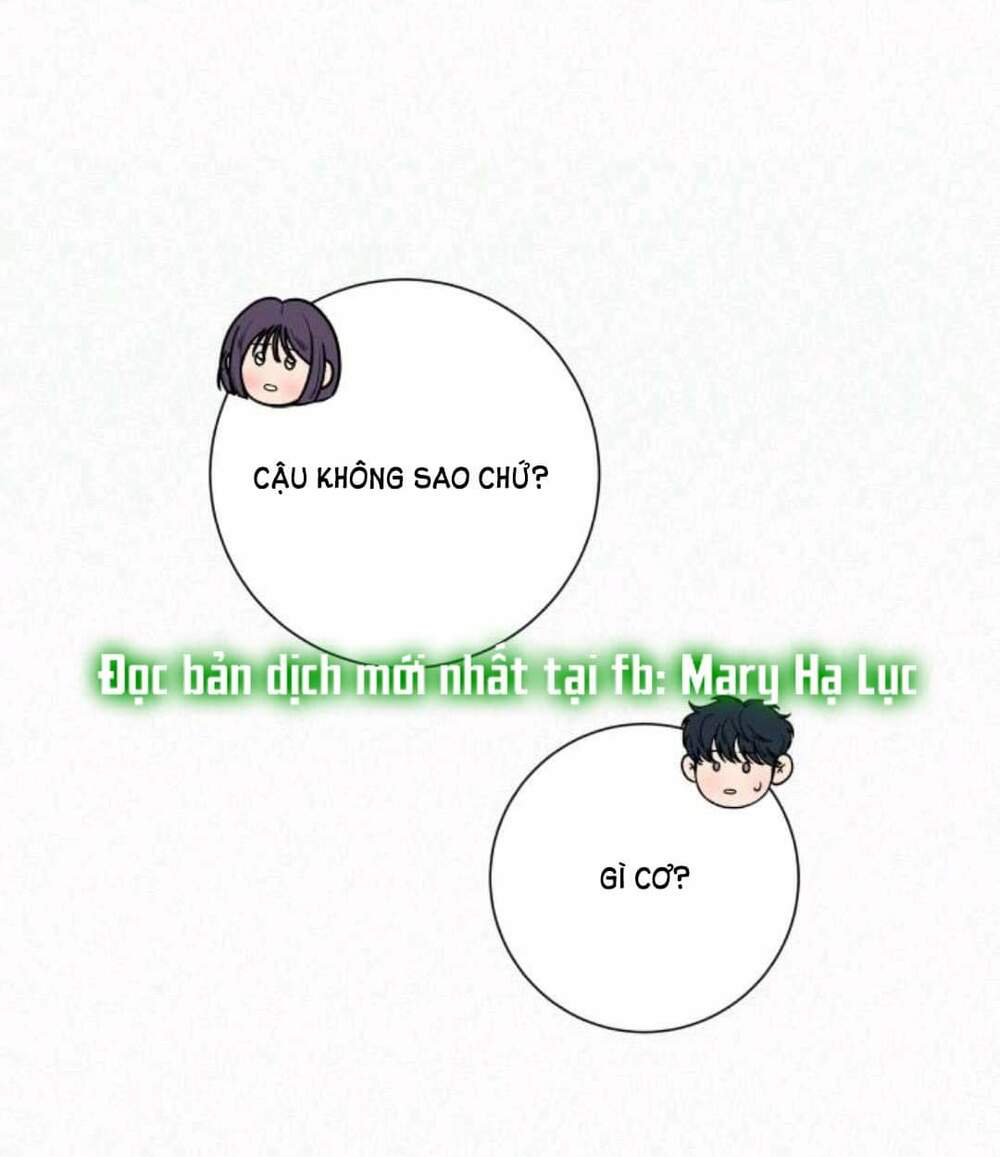 CẬU KHÔNG SAO CHỨ?
Đọc bản dịch mới nhất tại fb: Mary Hạ Lục
GÌ CƠ?